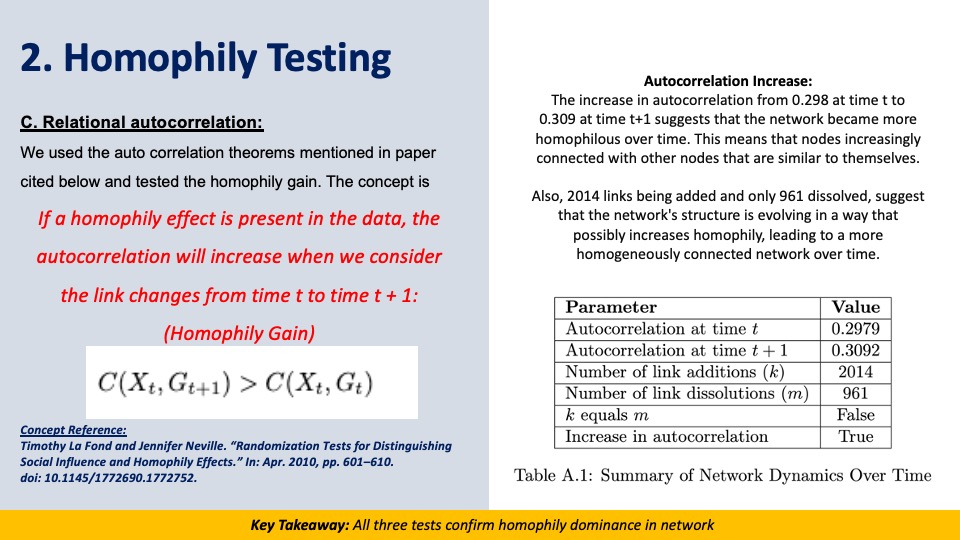 2. Homophily Testing
C. Relational autocorrelation:
We used the auto correlation theorems mentioned in paper
cited below and tested the homophily gain. The concept is
If a homophily effect is present in the data, the
autocorrelation will increase when we consider
the link changes from time t to time t + 1:
(Homophily Gain)
C(Xₜ, Gₜ₊₁) > C(Xₜ, Gₜ)
Concept Reference:
Timothy La Fond and Jennifer Neville. “Randomization Tests for Distinguishing
Social Influence and Homophily Effects.” In: Apr. 2010, pp. 601–610.
doi: 10.1145/1772690.1772752.
Autocorrelation Increase:
The increase in autocorrelation from 0.298 at time t to
0.309 at time t+1 suggests that the network became more
homophilous over time. This means that nodes increasingly
connected with other nodes that are similar to themselves.
Also, 2014 links being added and only 961 dissolved, suggest
that the network's structure is evolving in a way that
possibly increases homophily, leading to a more
homogeneously connected network over time.
Parameter Value
Autocorrelation at time t 0.2979
Autocorrelation at time t + 1 0.3092
Number of link additions (k) 2014
Number of link dissolutions (m) 961
k equals m False
Increase in autocorrelation True
Table A.1: Summary of Network Dynamics Over Time
Key Takeaway: All three tests confirm homophily dominance in network